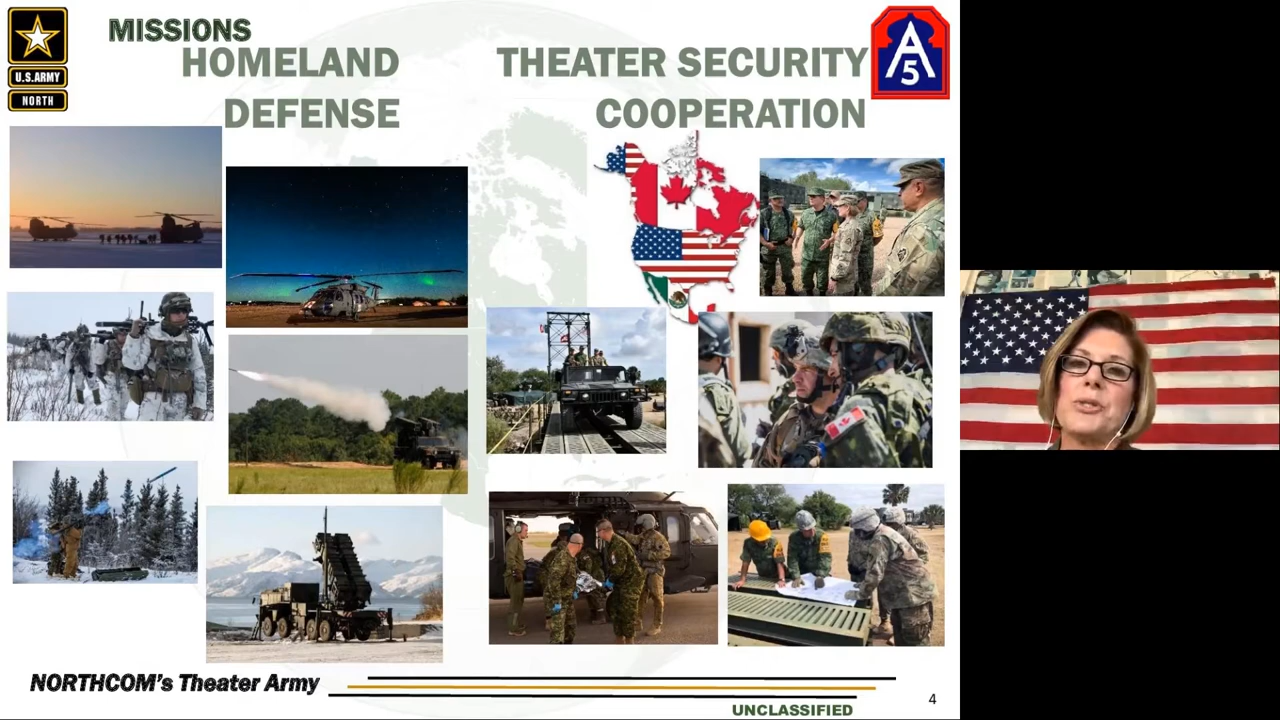 MISSIONS
HOMELAND
DEFENSE
THEATER SECURITY
COOPERATION
U.S.ARMY
NORTH
A
5
NORTHCOM's Theater Army
4
UNCLASSIFIED